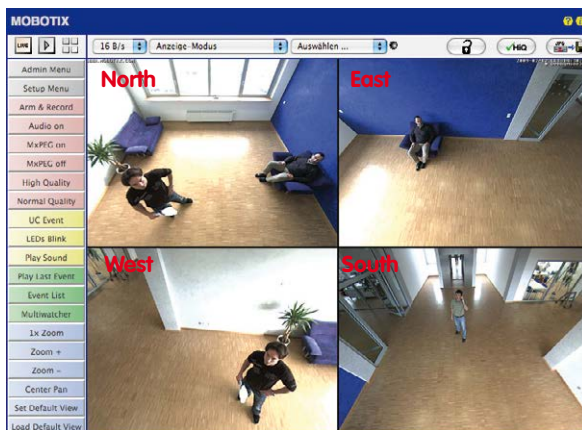 MOBOTIX
LIVE
16 B/s Anzeige-Modus Auswählen ... HiQ
Admin Menu
Setup Menu
Arm & Record
Audio on
MxPEG on
MxPEG off
High Quality
Normal Quality
UC Event
LEDs Blink
Play Sound
Play Last Event
Event List
Multiwatcher
1x Zoom
Zoom +
Zoom -
Center Pan
Set Default View
Load Default View
North
East
West
South